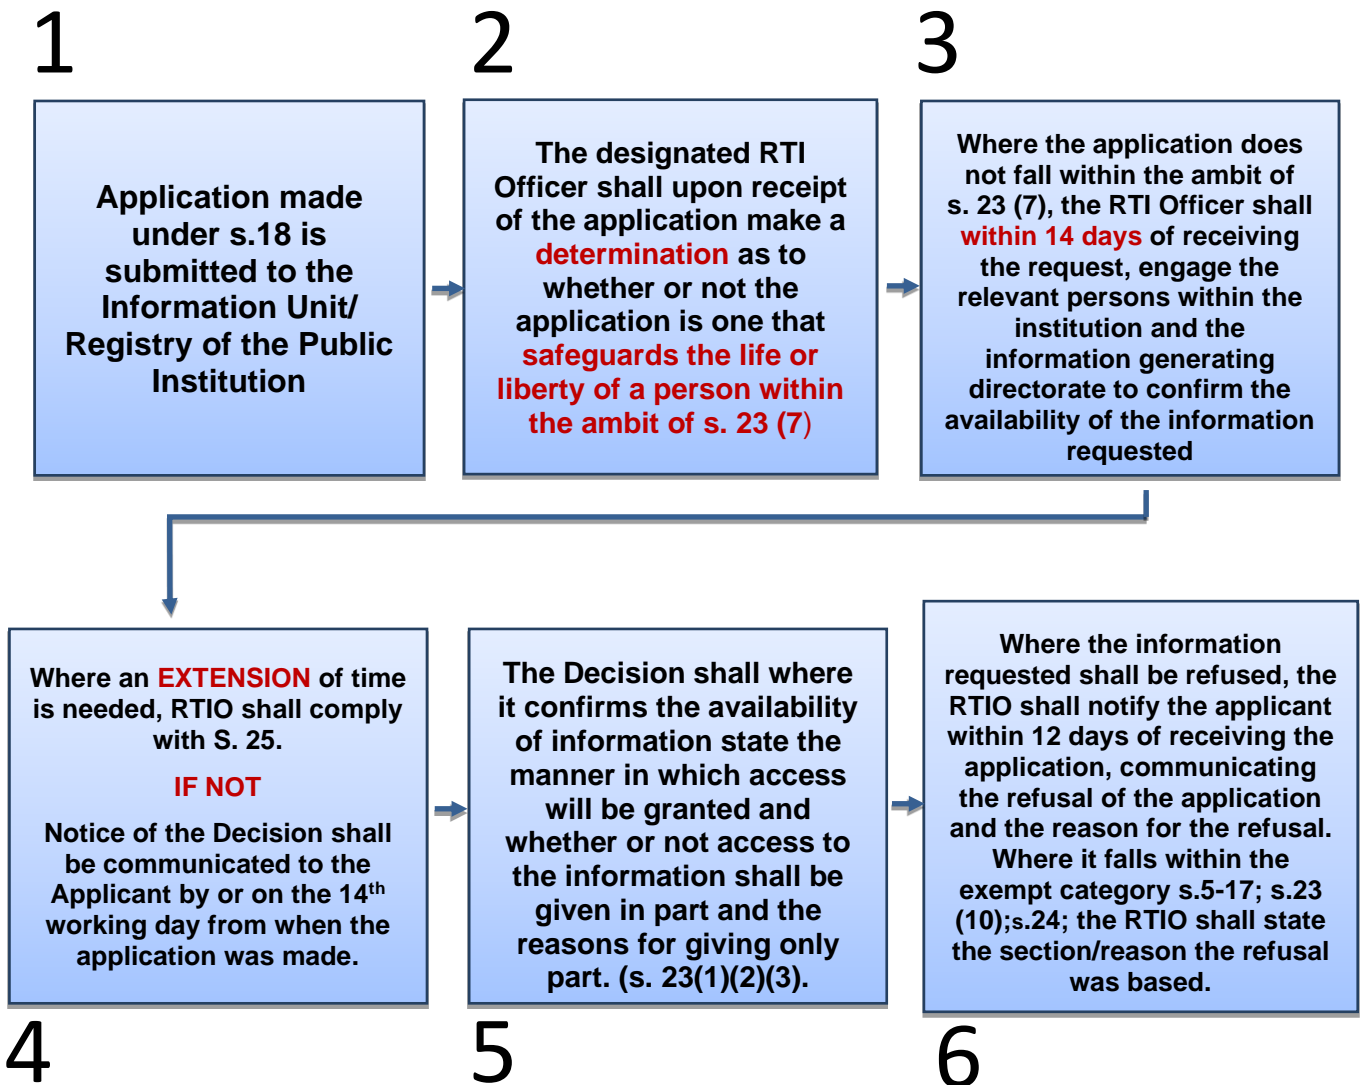 1
Application made
under s.18 is
submitted to the
Information Unit/
Registry of the Public
Institution
2
The designated RTI
Officer shall upon receipt
of the application make a
determination as to
whether or not the
application is one that
safeguards the life or
liberty of a person within
the ambit of s. 23 (7)
3
Where the application does
not fall within the ambit of
s. 23 (7), the RTI Officer shall
within 14 days of receiving
the request, engage the
relevant persons within the
institution and the
information generating
directorate to confirm the
availability of the information
requested
4
Where an EXTENSION of time
is needed, RTIO shall comply
with S. 25.
IF NOT
Notice of the Decision shall
be communicated to the
Applicant by or on the 14th
working day from when the
application was made.
5
The Decision shall where
it confirms the availability
of information state the
manner in which access
will be granted and
whether or not access to
the information shall be
given in part and the
reasons for giving only
part. (s. 23(1)(2)(3).
6
Where the information
requested shall be refused, the
RTIO shall notify the applicant
within 12 days of receiving the
application, communicating
the refusal of the application
and the reason for the refusal.
Where it falls within the
exempt category s.5-17; s.23
(10);s.24; the RTIO shall state
the section/reason the refusal
was based.